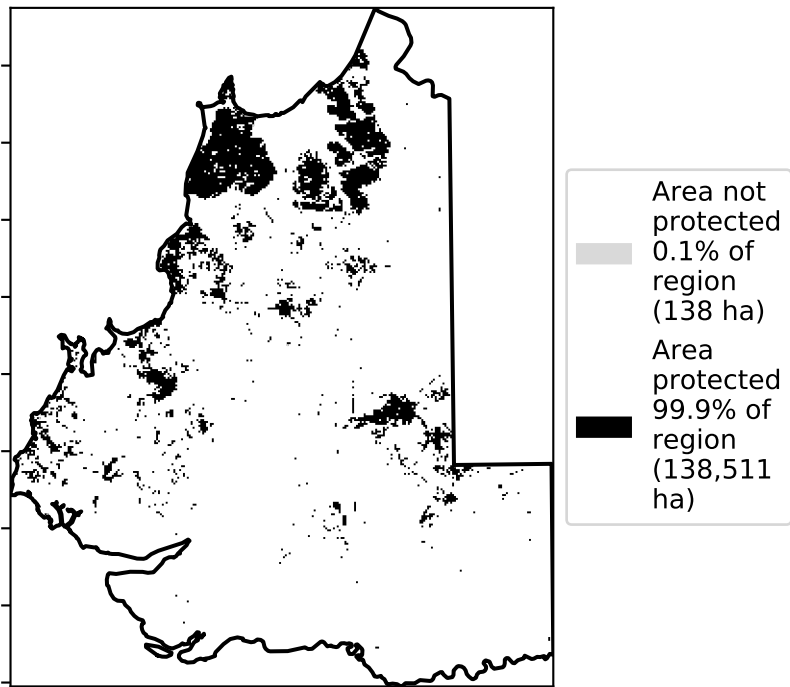 Area not
protected
0.1% of
region
(138 ha)
Area
protected
99.9% of
region
(138,511
ha)